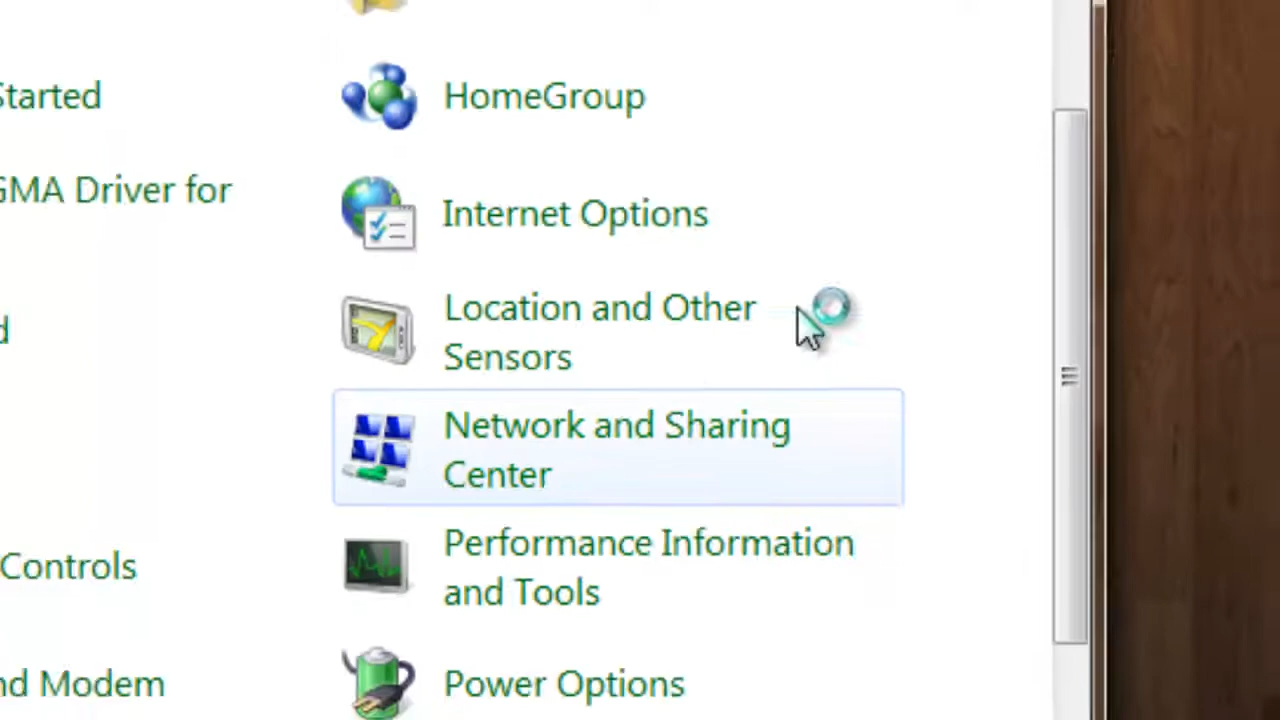 Started
GMA Driver for
d
Controls
nd Modem
HomeGroup
Internet Options
Location and Other
Sensors
Network and Sharing
Center
Performance Information
and Tools
Power Options